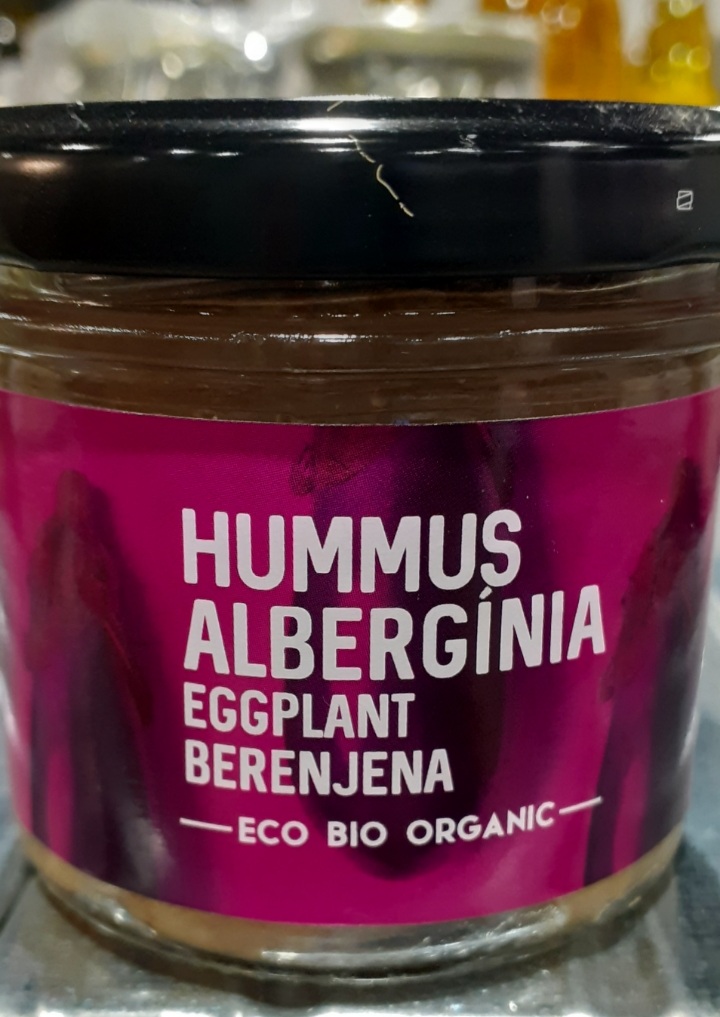 HUMMUS
ALBERGÍNIA
EGGPLANT
BERENJENA
ECO BIO ORGANIC